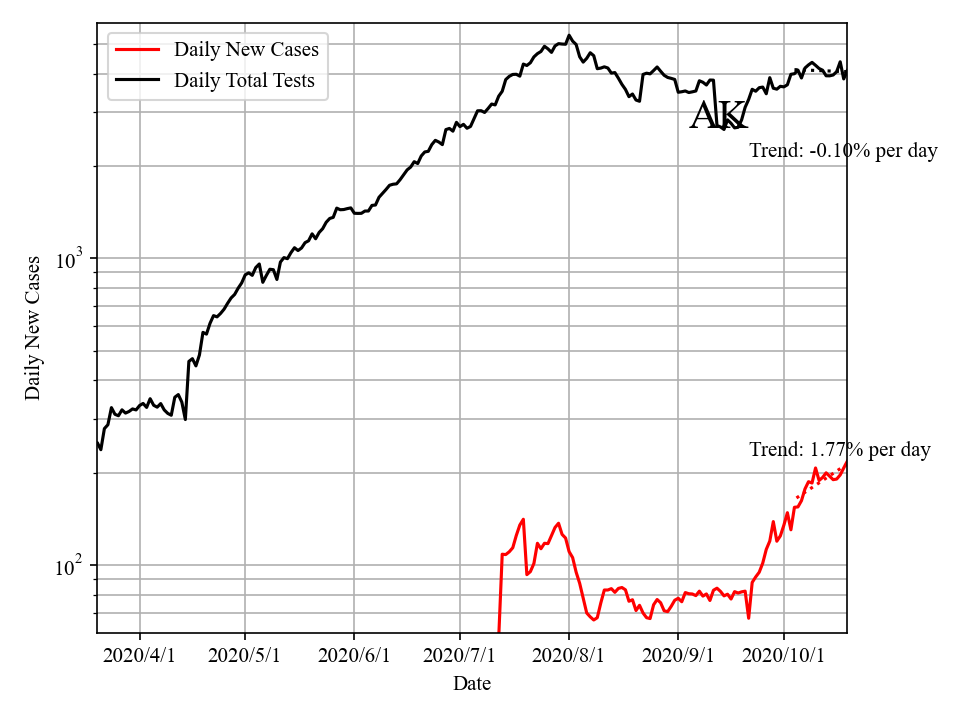 Daily New Cases
Daily Total Tests
AK
Trend: -0.10% per day
Trend: 1.77% per day
Daily New Cases
10³
10²
2020/4/1 2020/5/1 2020/6/1 2020/7/1 2020/8/1 2020/9/1 2020/10/1
Date